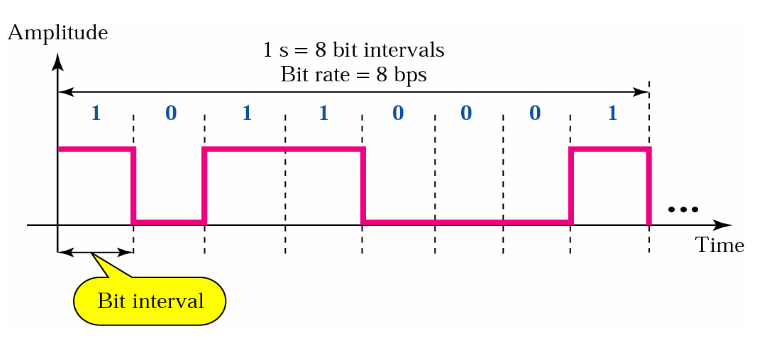 Amplitude
1 s = 8 bit intervals
Bit rate = 8 bps
1 0 1 1 0 0 0 1
...
Time
Bit interval